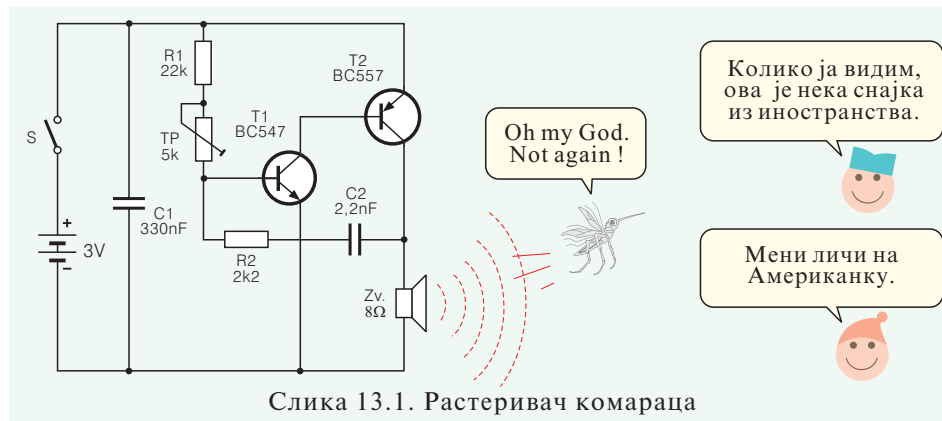 R1
22k
T2
BC557
T1
BC547
TP
5k
S
C1
330nF
+
3V
–
C2
2,2nF
R2
2k2
Zv.
8Ω
Oh my God.
Not again !
Колико ја видим,
ова је нека снајка
из иностранства.
Мени личи на
Американку.
Слика 13.1. Растеривач комараца